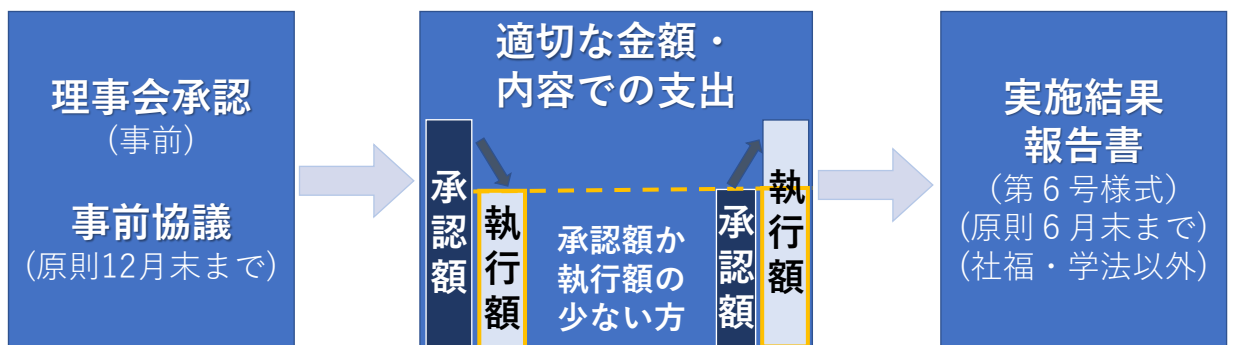 理事会承認
（事前）
事前協議
（原則12月末まで）
適切な金額・
内容での支出
承認額
執行額
承認額か
執行額の
少ない方
承認額
執行額
実施結果
報告書
（第６号様式）
（原則６月末まで）
（社福・学法以外）